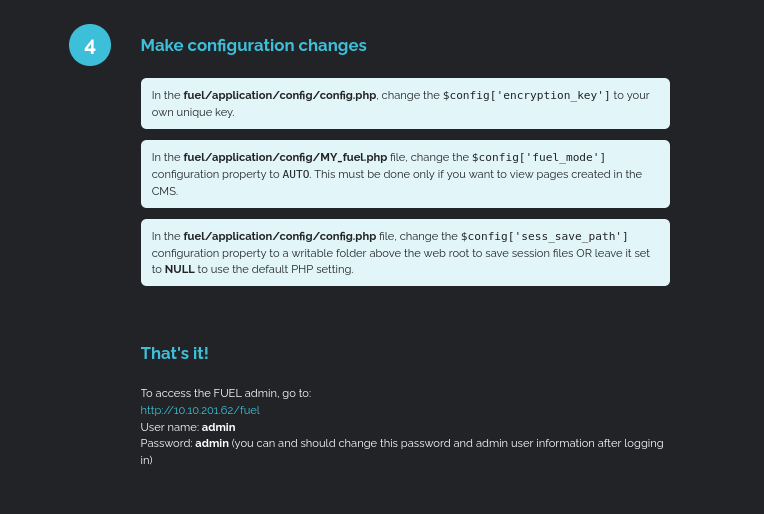 4
Make configuration changes
In the fuel/application/config/config.php, change the $config['encryption_key'] to your
own unique key.
In the fuel/application/config/MY_fuel.php file, change the $config['fuel_mode']
configuration property to AUTO. This must be done only if you want to view pages created in the
CMS.
In the fuel/application/config/config.php file, change the $config['sess_save_path']
configuration property to a writable folder above the web root to save session files OR leave it set
to NULL to use the default PHP setting.
That's it!
To access the FUEL admin, go to:
http://10.10.201.62/fuel
User name: admin
Password: admin (you can and should change this password and admin user information after logging
in)